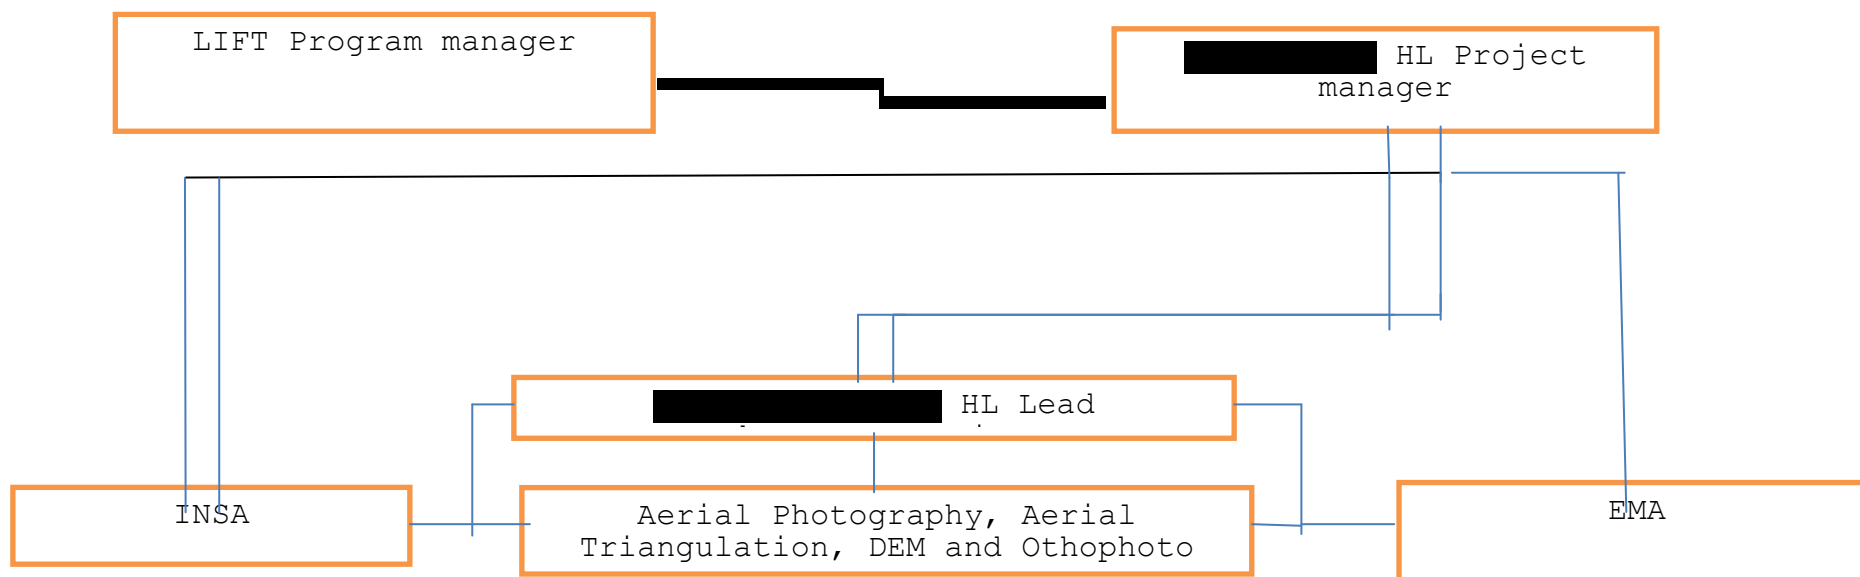 LIFT Program manager
HL Project
manager
HL Lead
INSA
Aerial Photography, Aerial
Triangulation, DEM and Othophoto
EMA